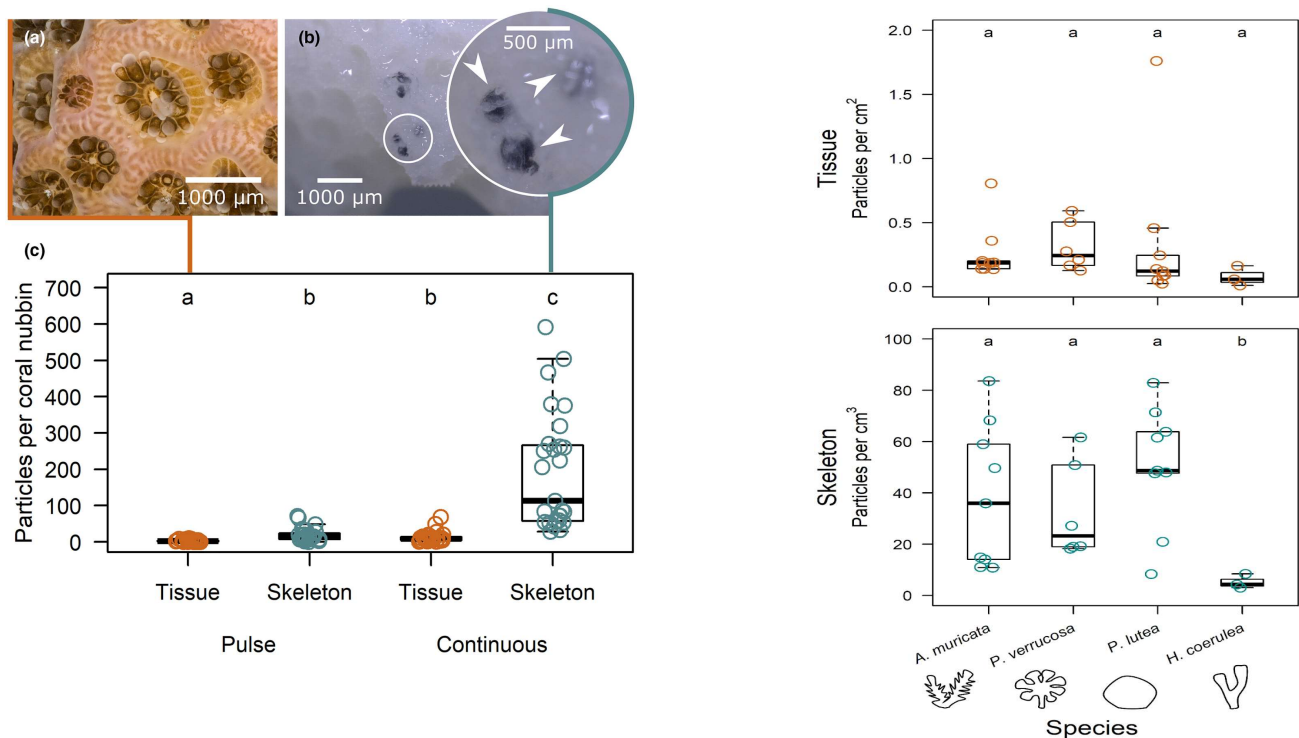 (a)
1000 µm
(b)
1000 µm
500 µm
(c)
Particles per coral nubbin
700
600
500
400
300
200
100
0
a b b c
Tissue Skeleton Tissue Skeleton
Pulse Continuous
Tissue
Particles per cm2
2.0
1.5
1.0
0.5
0.0
a a a a
Skeleton
Particles per cm3
100
80
60
40
20
0
a a a b
A. muricata P. verrucosa P. lutea H. coerulea
Species